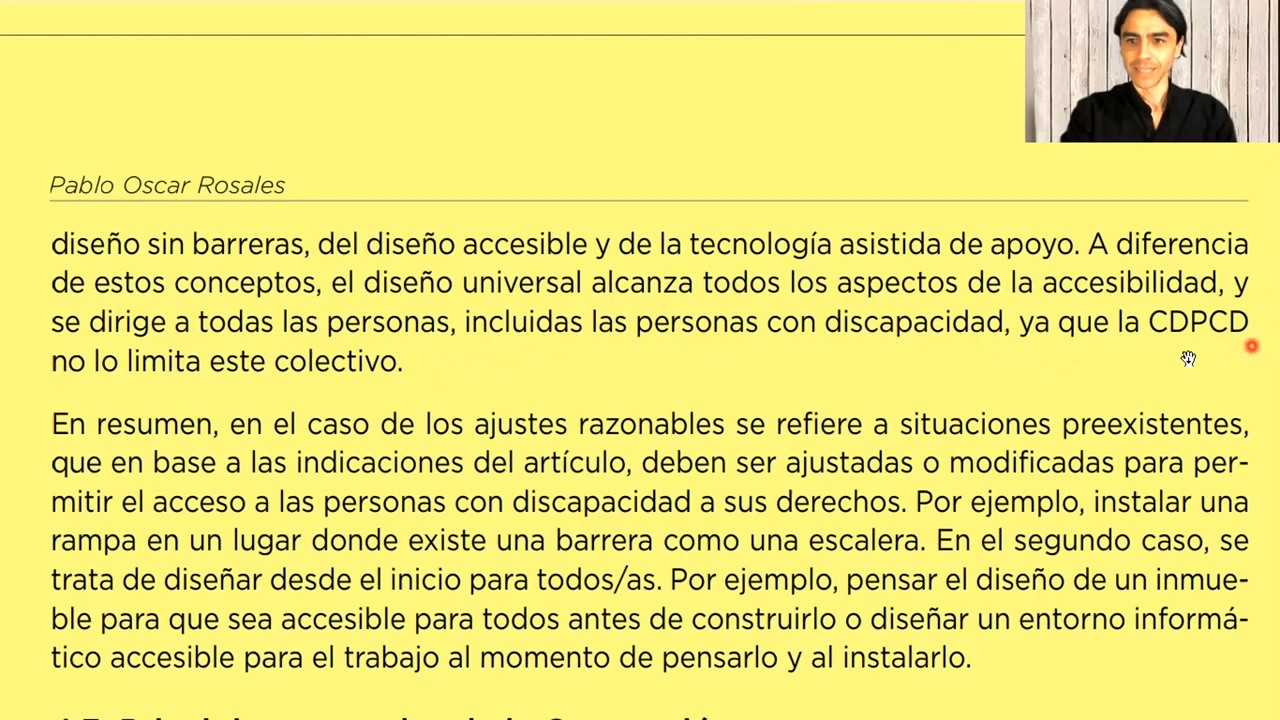 Pablo Oscar Rosales
diseño sin barreras, del diseño accesible y de la tecnología asistida de apoyo. A diferencia
de estos conceptos, el diseño universal alcanza todos los aspectos de la accesibilidad, y
se dirige a todas las personas, incluidas las personas con discapacidad, ya que la CDPCD
no lo limita este colectivo.
En resumen, en el caso de los ajustes razonables se refiere a situaciones preexistentes,
que en base a las indicaciones del artículo, deben ser ajustadas o modificadas para per-
mitir el acceso a las personas con discapacidad a sus derechos. Por ejemplo, instalar una
rampa en un lugar donde existe una barrera como una escalera. En el segundo caso, se
trata de diseñar desde el inicio para todos/as. Por ejemplo, pensar el diseño de un inmue-
ble para que sea accesible para todos antes de construirlo o diseñar un entorno informá-
tico accesible para el trabajo al momento de pensarlo y al instalarlo.